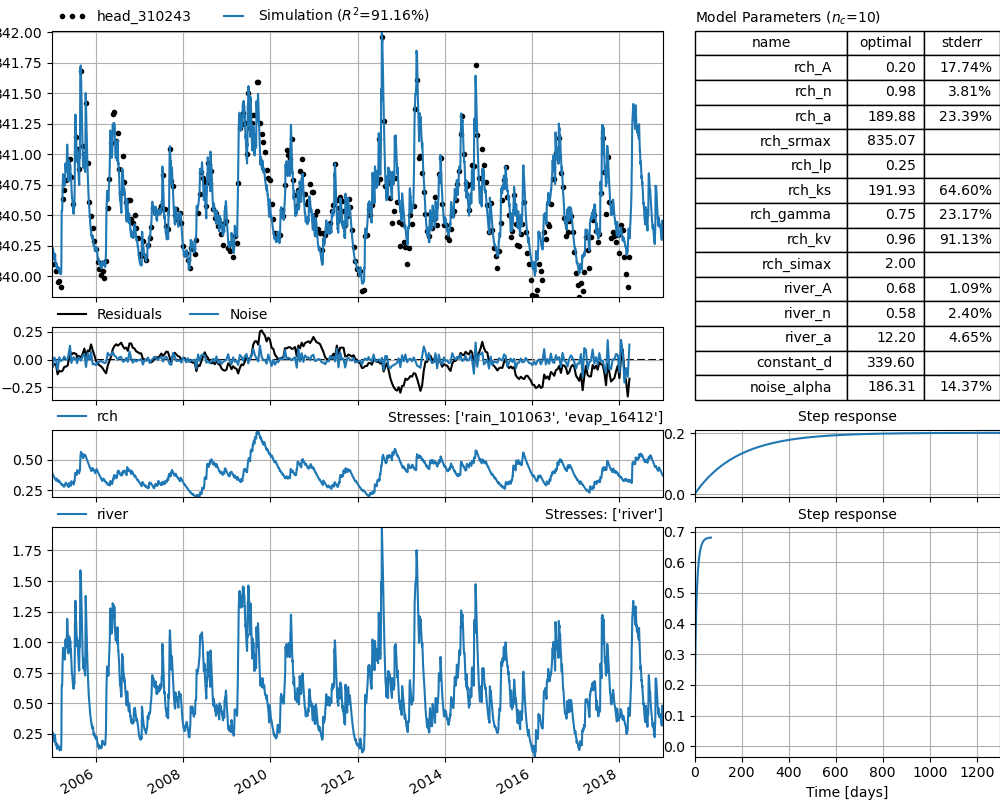 head_310243 Simulation (R²=91.16%)
342.00
341.75
341.50
341.25
341.00
340.75
340.50
340.25
340.00
Residuals Noise
0.25
0.00
−0.25
rch Stresses: ['rain_101063', 'evap_16412']
0.50
0.25
river Stresses: ['river']
1.75
1.50
1.25
1.00
0.75
0.50
0.25
2006 2008 2010 2012 2014 2016 2018
Model Parameters (n_c=10)
name optimal stderr
rch_A 0.20 17.74%
rch_n 0.98 3.81%
rch_a 189.88 23.39%
rch_srmax 835.07
rch_lp 0.25
rch_ks 191.93 64.60%
rch_gamma 0.75 23.17%
rch_kv 0.96 91.13%
rch_simax 2.00
river_A 0.68 1.09%
river_n 0.58 2.40%
river_a 12.20 4.65%
constant_d 339.60
noise_alpha 186.31 14.37%
Step response
0.2
0.0
Step response
0.7
0.6
0.5
0.4
0.3
0.2
0.1
0.0
0 200 400 600 800 1000 1200
Time [days]